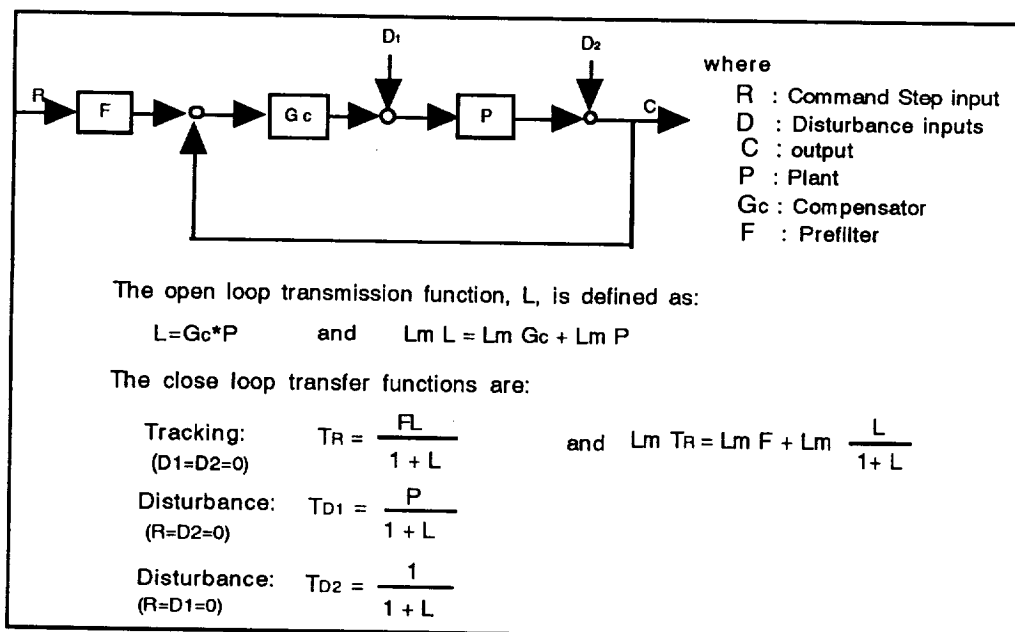 D1 D2
where
R F Gc P C
R : Command Step input
D : Disturbance inputs
C : output
P : Plant
Gc : Compensator
F : Prefilter
The open loop transmission function, L, is defined as:
L=Gc*P and Lm L = Lm Gc + Lm P
The close loop transfer functions are:
Tracking: TR = FL / 1 + L and Lm TR = Lm F + Lm L / 1+ L
(D1=D2=0)
Disturbance: TD1 = P / 1 + L
(R=D2=0)
Disturbance: TD2 = 1 / 1 + L
(R=D1=0)